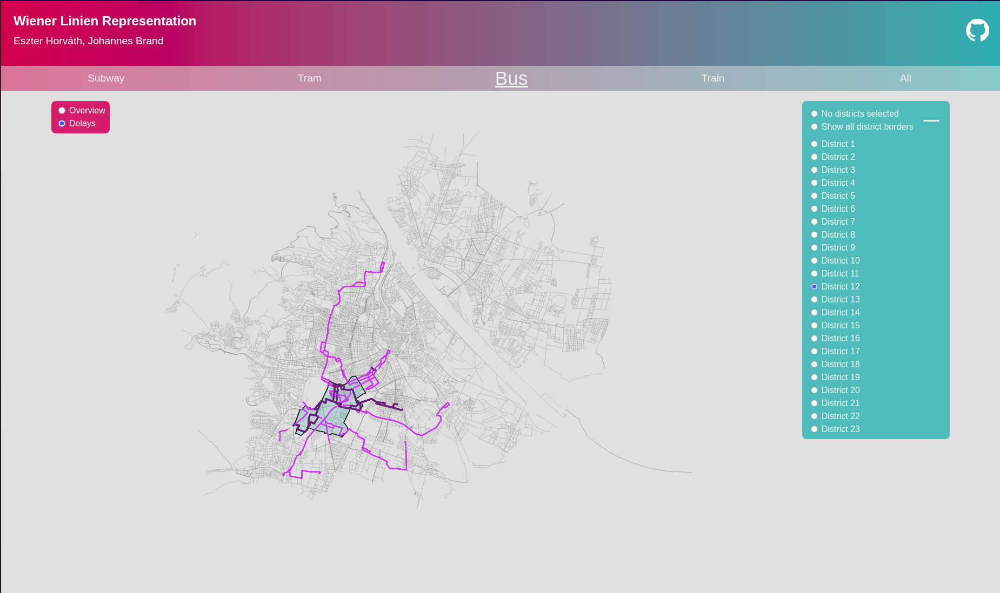 Wiener Linien Representation
Eszter Horváth, Johannes Brand
Subway
Tram
Bus
Train
All
Overview
Delays
No districts selected
Show all district borders
District 1
District 2
District 3
District 4
District 5
District 6
District 7
District 8
District 9
District 10
District 11
District 12
District 13
District 14
District 15
District 16
District 17
District 18
District 19
District 20
District 21
District 22
District 23